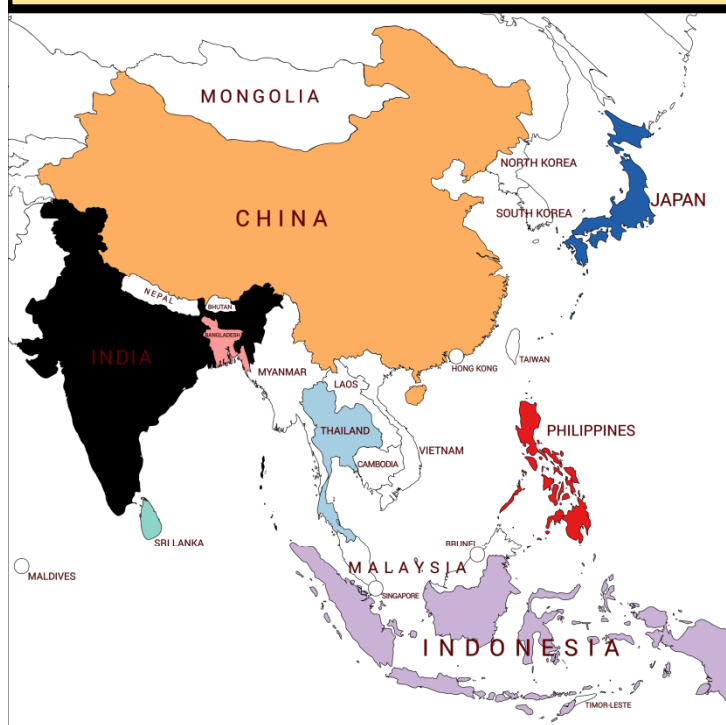 MONGOLIA
NORTH KOREA
JAPAN
SOUTH KOREA
CHINA
NEPAL
BHUTAN
BANGLADESH
INDIA
TAIWAN
HONG KONG
MYANMAR
LAOS
THAILAND
PHILIPPINES
VIETNAM
CAMBODIA
SRI LANKA
BRUNEI
MALAYSIA
MALDIVES
SINGAPORE
INDONESIA
TIMOR-LESTE